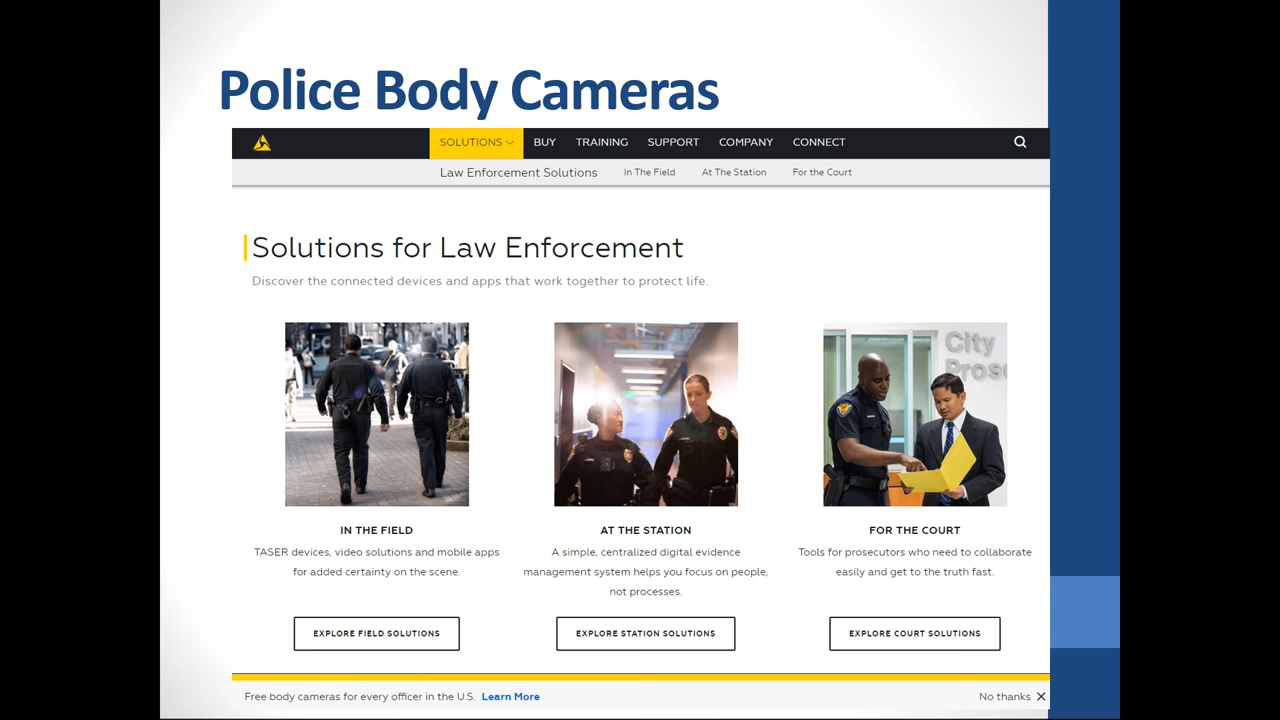 Police Body Cameras
SOLUTIONS BUY TRAINING SUPPORT COMPANY CONNECT
Law Enforcement Solutions In The Field At The Station For the Court
Solutions for Law Enforcement
Discover the connected devices and apps that work together to protect life.
City
Prose
IN THE FIELD
TASER devices, video solutions and mobile apps
for added certainty on the scene.
EXPLORE FIELD SOLUTIONS
AT THE STATION
A simple, centralized digital evidence
management system helps you focus on people,
not processes.
EXPLORE STATION SOLUTIONS
FOR THE COURT
Tools for prosecutors who need to collaborate
easily and get to the truth fast.
EXPLORE COURT SOLUTIONS
Free body cameras for every officer in the U.S. Learn More
No thanks